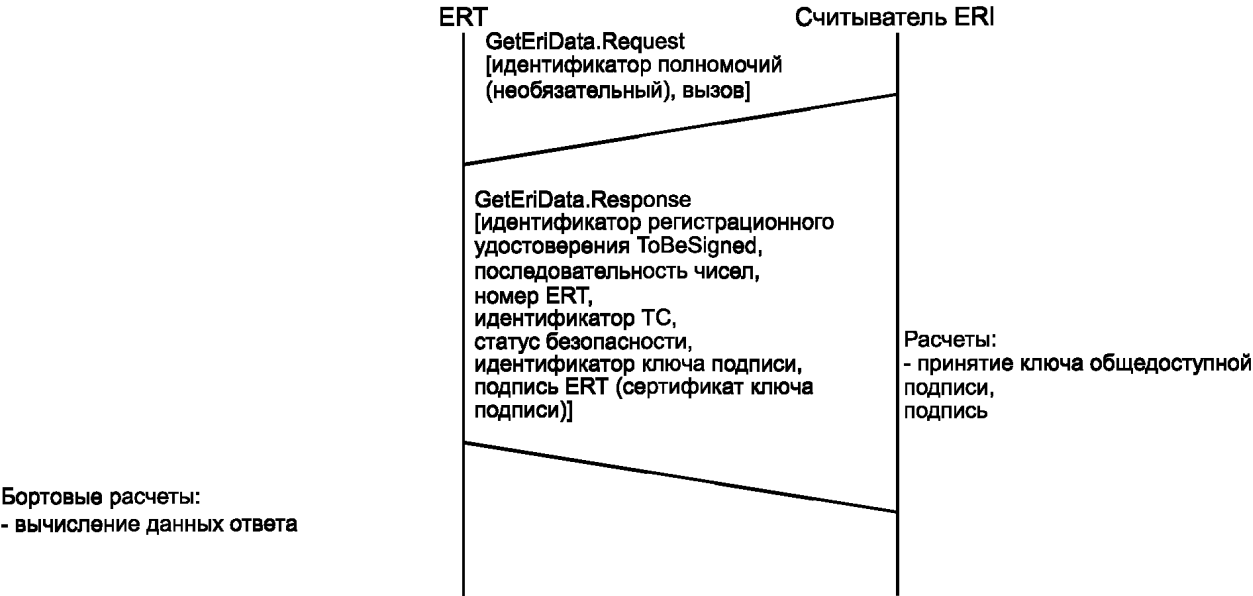 ERT
Считыватель ERI
GetEriData.Request
[идентификатор полномочий
(необязательный), вызов]
GetEriData.Response
[идентификатор регистрационного
удостоверения ToBeSigned,
последовательность чисел,
номер ERT,
идентификатор ТС,
статус безопасности,
идентификатор ключа подписи,
подпись ERT (сертификат ключа
подписи)]
Расчеты:
- принятие ключа общедоступной
подписи,
подпись
Бортовые расчеты:
- вычисление данных ответа